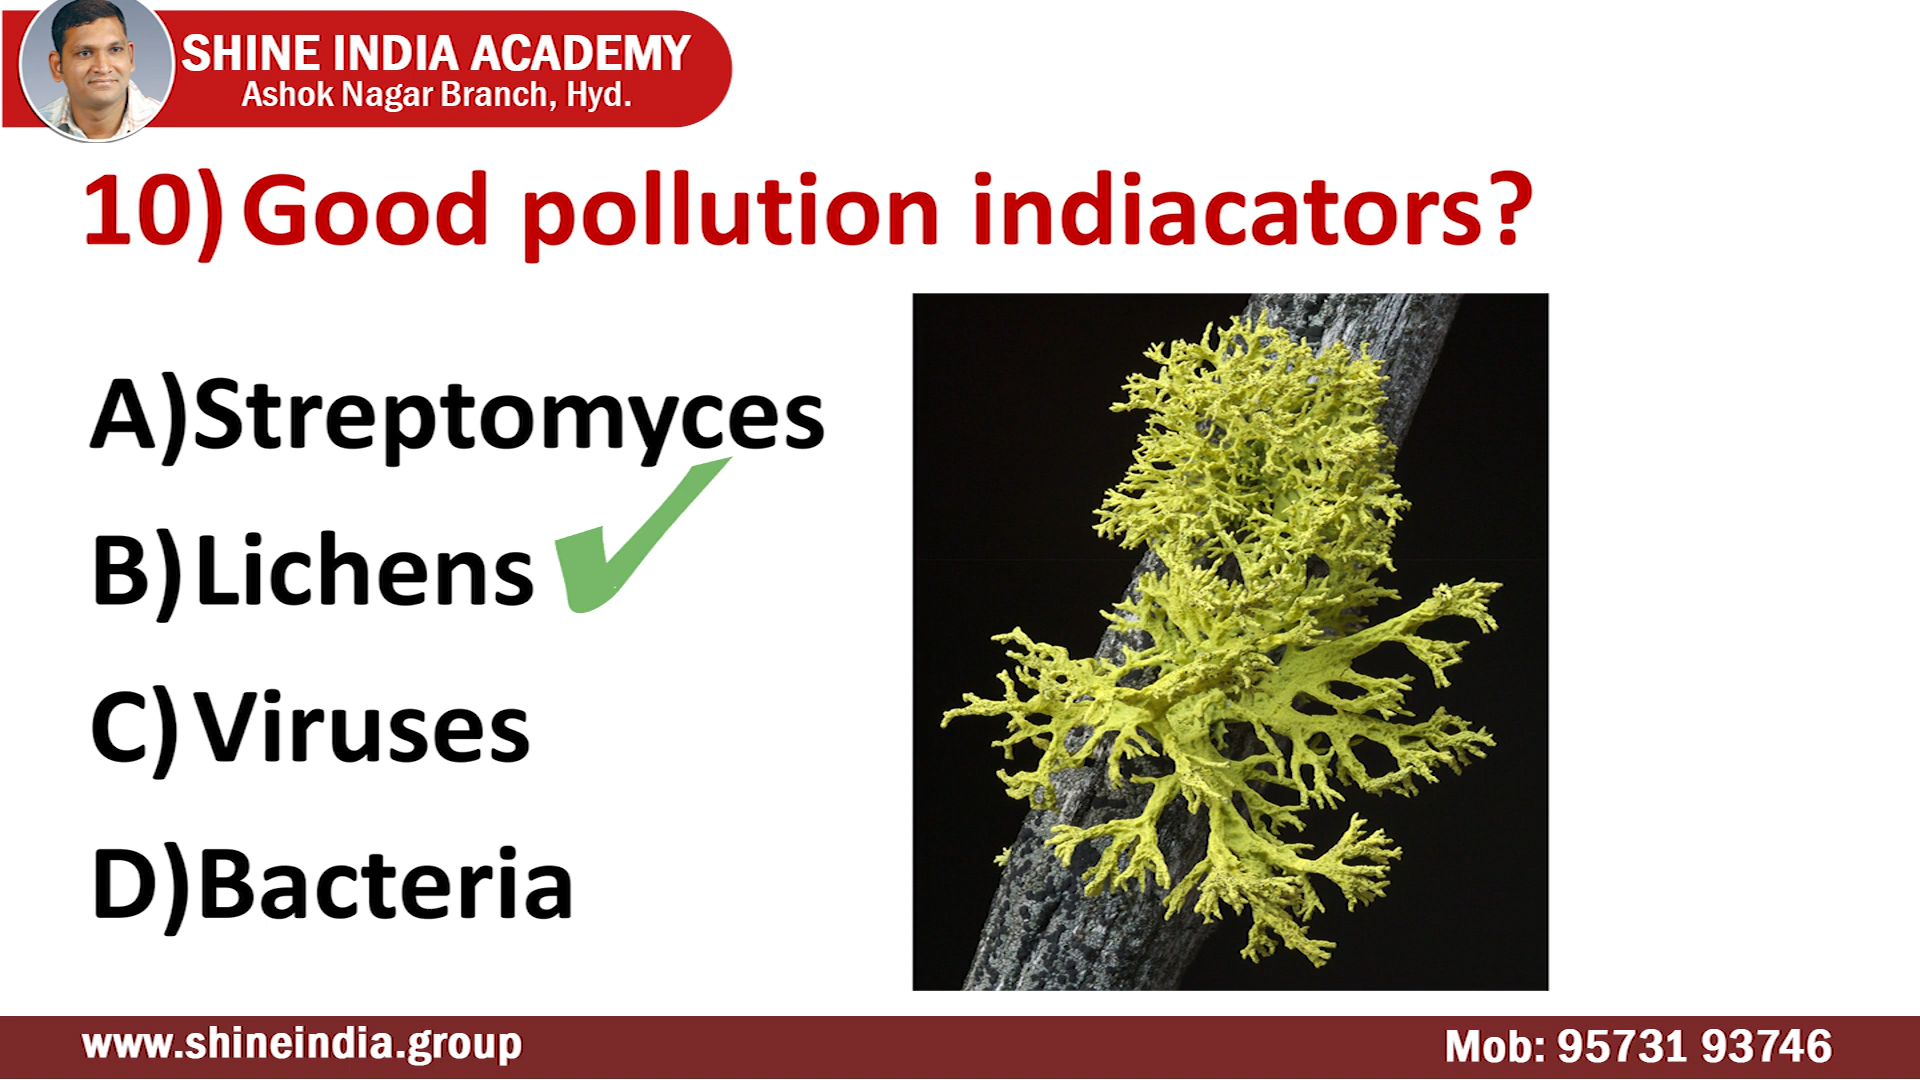 SHINE INDIA ACADEMY
Ashok Nagar Branch, Hyd.
10) Good pollution indiacators?
A)Streptomyces
B)Lichens
C)Viruses
D)Bacteria
www.shineindia.group
Mob: 95731 93746